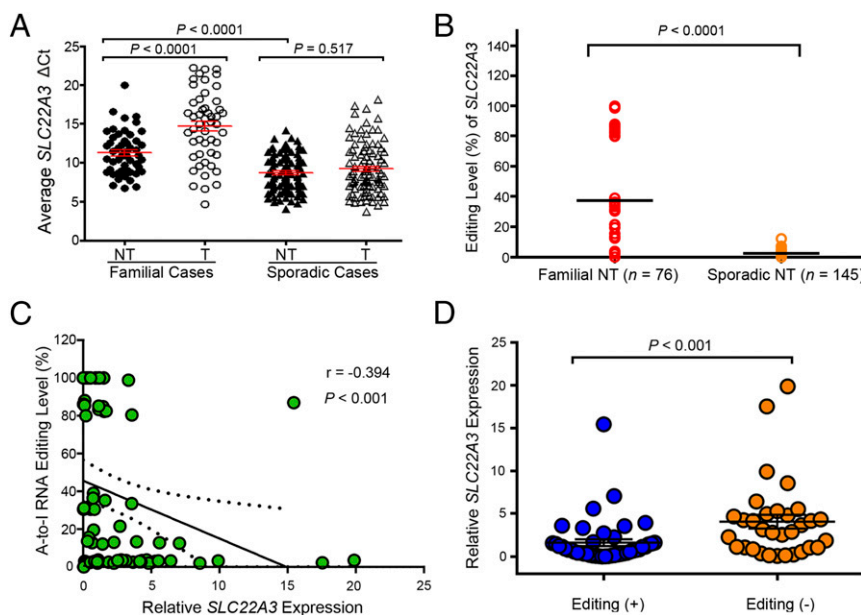 A
P < 0.0001
P < 0.0001
P = 0.517
Average SLC22A3 ΔCt
25
20
15
10
5
0
NT
T
NT
T
Familial Cases
Sporadic Cases
B
P < 0.0001
Editing Level (%) of SLC22A3
140
120
100
80
60
40
20
0
Familial NT (n = 76)
Sporadic NT (n = 145)
C
r = -0.394
P < 0.001
A-to-I RNA Editing Level (%)
120
100
80
60
40
20
0
0
5
10
15
20
25
Relative SLC22A3 Expression
D
P < 0.001
Relative SLC22A3 Expression
25
20
15
10
5
0
Editing (+)
Editing (-)